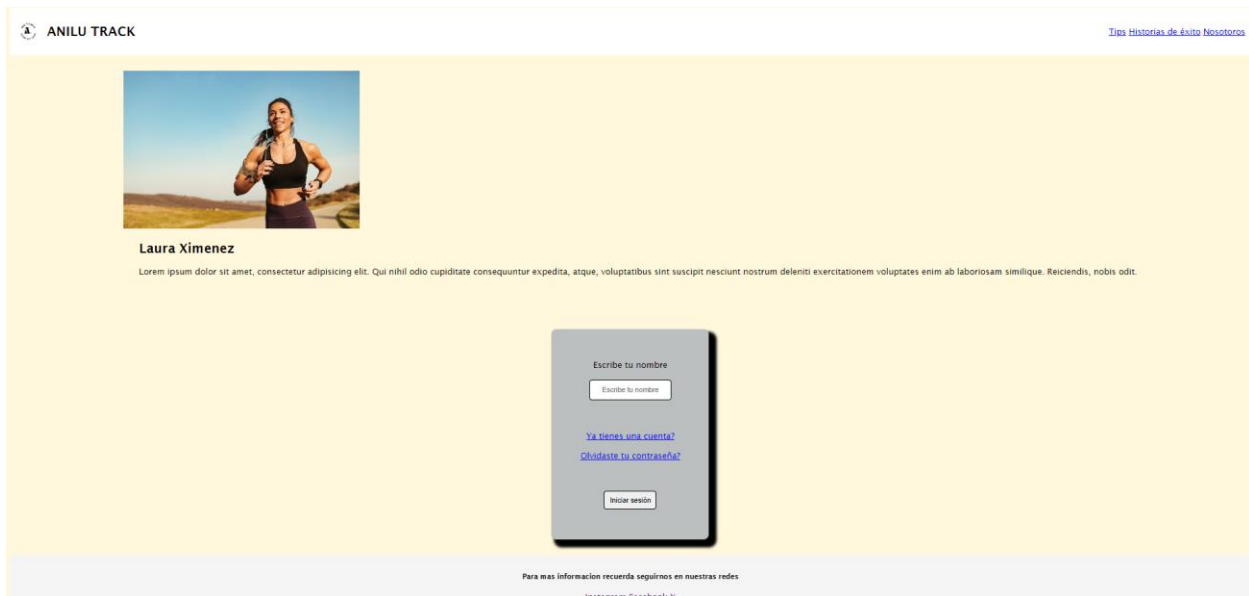 ANILU TRACK
Tips Historias de éxito Nosotoros
Laura Ximenez
Lorem ipsum dolor sit amet, consectetur adipisicing elit. Qui nihil odio cupiditate consequuntur expedita, atque, voluptatibus sint suscipit nesciunt nostrum deleniti exercitationem voluptates enim ab laboriosam similique. Reiciendis, nobis odit.
Escribe tu nombre
Escribe tu nombre
Ya tienes una cuenta?
Olvidaste tu contraseña?
Iniciar sesión
Para mas informacion recuerda seguirnos en nuestras redes
Instagram Facebook X